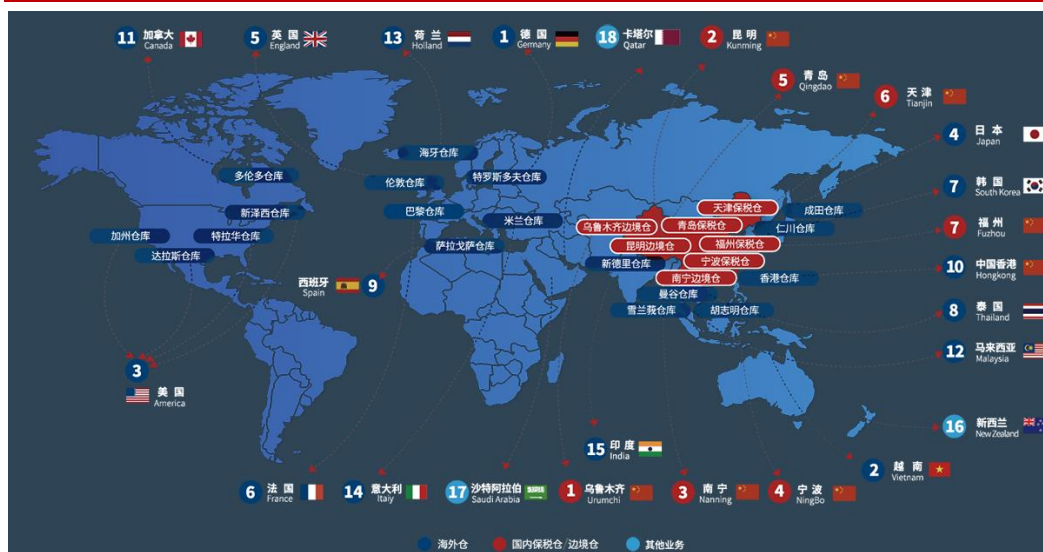 11 加拿大 Canada
5 英国 England
13 荷兰 Holland
1 德国 Germany
18 卡塔尔 Qatar
2 昆明 Kunming
5 青岛 Qingdao
6 天津 Tianjin
4 日本 Japan
7 韩国 South Korea
7 福州 Fuzhou
10 中国香港 Hongkong
8 泰国 Thailand
12 马来西亚 Malaysia
16 新西兰 New Zealand
2 越南 Vietnam
海牙仓库
多伦多仓库
伦敦仓库
特罗斯多夫仓库
新泽西仓库
巴黎仓库
米兰仓库
天津保税仓
成田仓库
加州仓库
特拉华仓库
乌鲁木齐边境仓
青岛保税仓
仁川仓库
达拉斯仓库
萨拉戈萨仓库
昆明边境仓
福州保税仓
新德里仓库
宁波保税仓
南宁边境仓
香港仓库
曼谷仓库
雪兰莪仓库
胡志明仓库
西班牙 Spain 9
3
美国 America
15 印度 India
6 法国 France
14 意大利 Itaiy
17 沙特阿拉伯 Saudi Arabia
1 乌鲁木齐 Urumchi
3 南宁 Nanning
4 宁波 NingBo
海外仓
国内保税仓/边境仓
其他业务